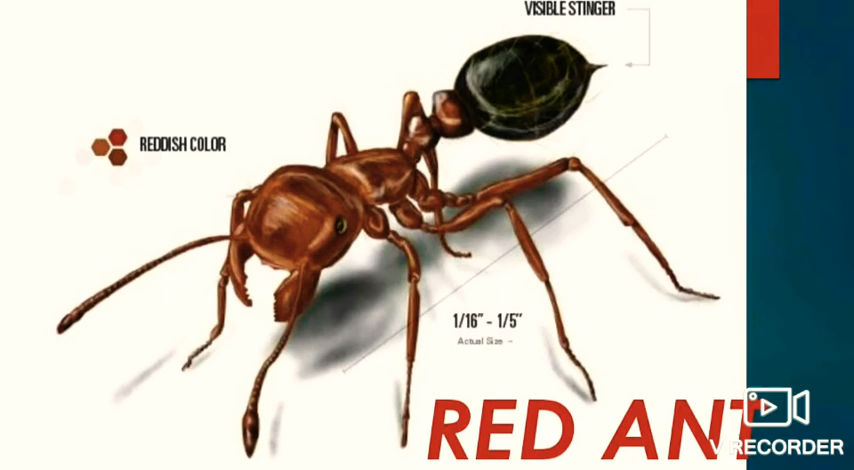 VISIBLE STINGER
REDDISH COLOR
1/16" - 1/5"
Actual Size ~
RED ANT
V RECORDER